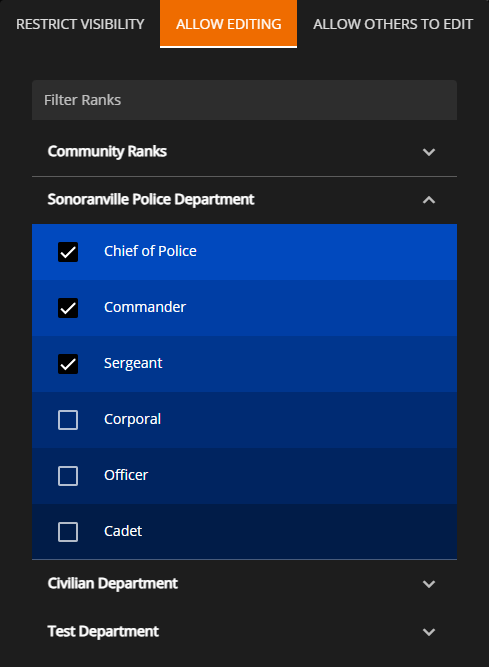 RESTRICT VISIBILITY ALLOW EDITING ALLOW OTHERS TO EDIT
Filter Ranks
Community Ranks
Sonoranville Police Department
Chief of Police
Commander
Sergeant
Corporal
Officer
Cadet
Civilian Department
Test Department